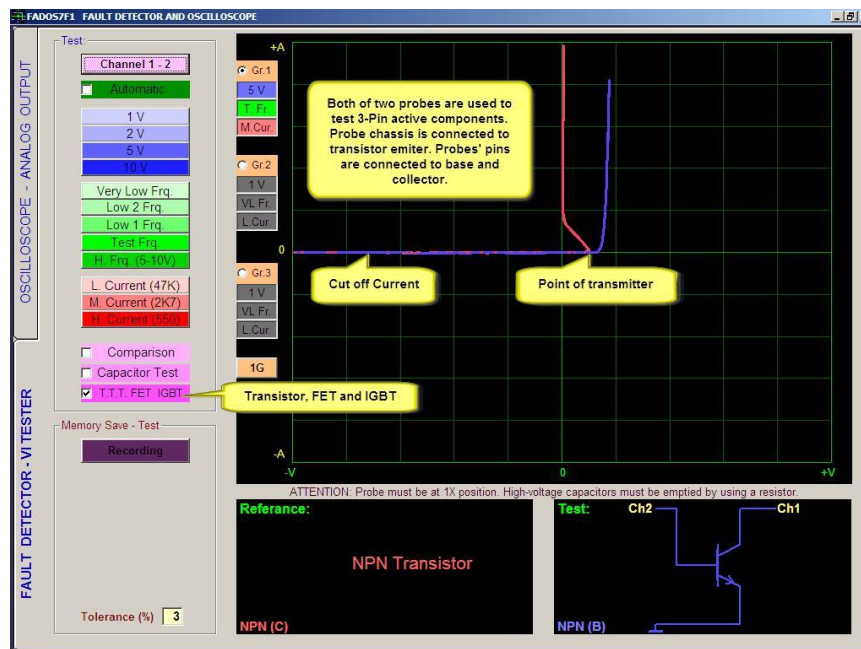 FADOS7F1 FAULT DETECTOR AND OSCILLOSCOPE
OSCILLOSCOPE - ANALOG OUTPUT
FAULT DETECTOR - VI TESTER
Test:
Channel 1 - 2
Automatic
1 V
2 V
5 V
10 V
Very Low Frq.
Low 2 Frq.
Low 1 Frq.
Test Frq.
H. Frq. (5-10V)
L. Current (47K)
M. Current (2K7)
H. Current (550)
Comparison
Capacitor Test
T.T.T. FET IGBT
Memory Save - Test
Recording
Tolerance (%) 3
+A
Gr.1
5 V
T. Fr.
M.Cur.
Gr.2
1 V
VL Fr.
L.Cur.
0
Gr.3
1 V
VL Fr.
L.Cur.
1G
-A
-V
0
+V
Both of two probes are used to
test 3-Pin active components.
Probe chassis is connected to
transistor emiter. Probes' pins
are connected to base and
collector.
Cut off Current
Point of transmitter
Transistor, FET and IGBT
ATTENTION: Probe must be at 1X position. High-voltage capacitors must be emptied by using a resistor.
Referance:
NPN Transistor
NPN (C)
Test:
Ch2
Ch1
NPN (B)